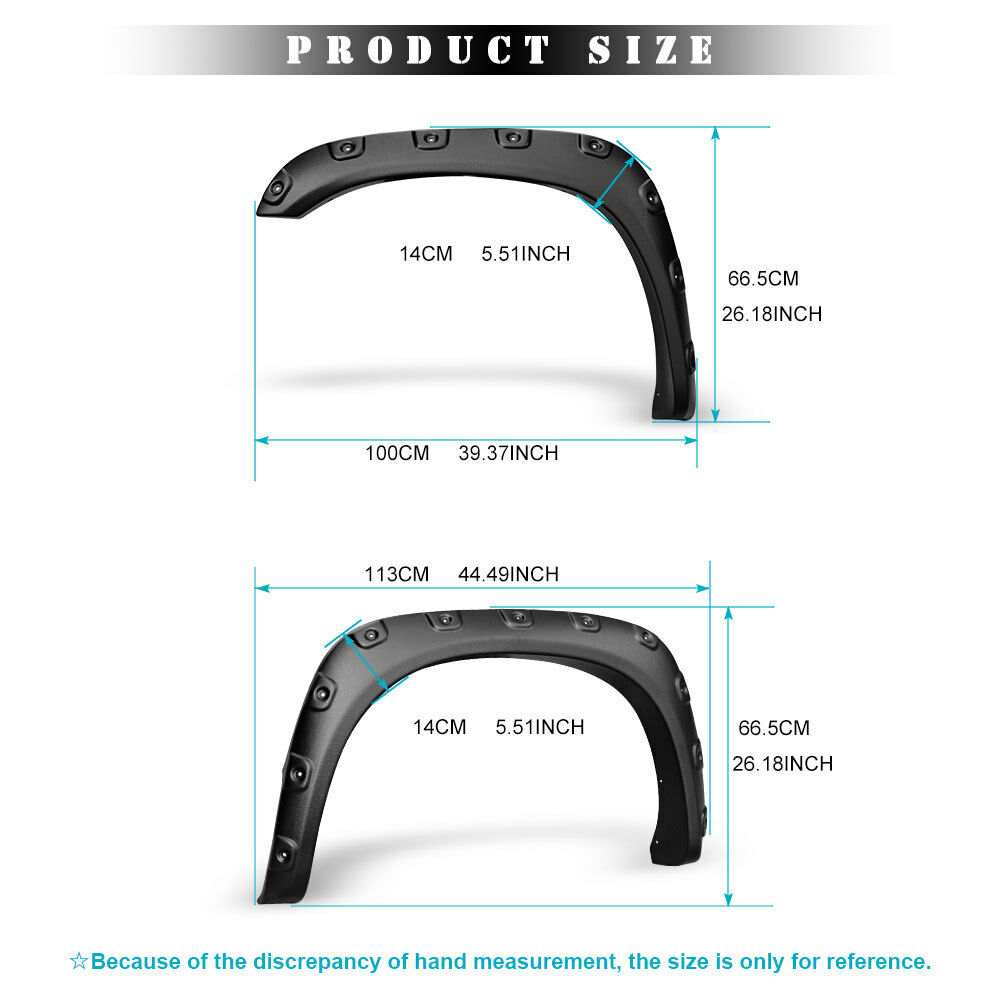 PRODUCT SIZE
14CM 5.51INCH
66.5CM
26.18INCH
100CM 39.37INCH
113CM 44.49INCH
14CM 5.51INCH
66.5CM
26.18INCH
☆Because of the discrepancy of hand measurement, the size is only for reference.